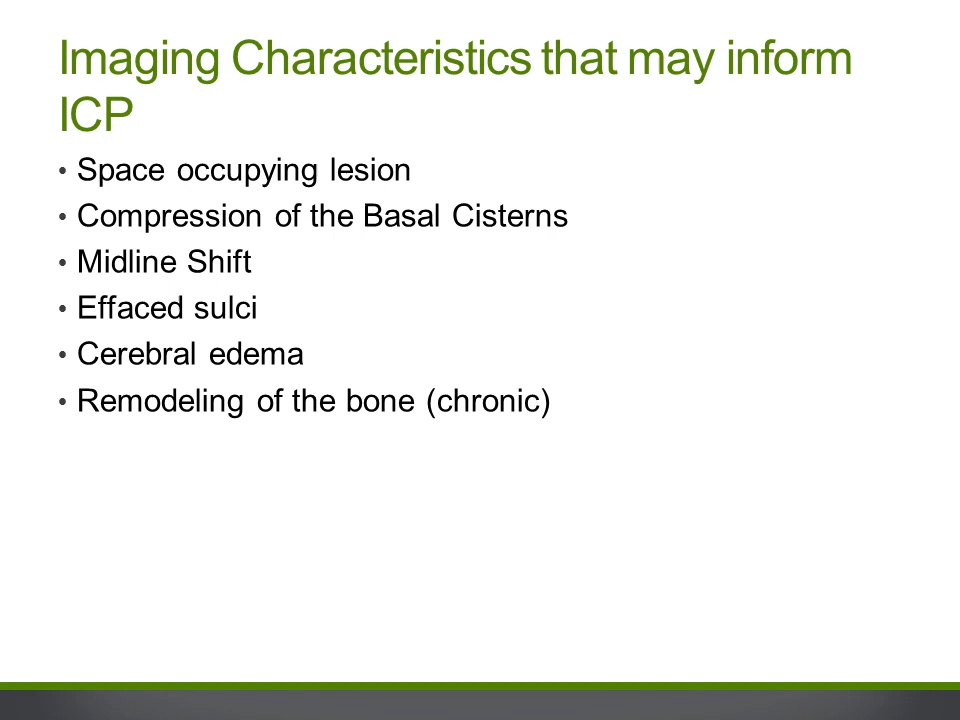 Imaging Characteristics that may inform
ICP
• Space occupying lesion
• Compression of the Basal Cisterns
• Midline Shift
• Effaced sulci
• Cerebral edema
• Remodeling of the bone (chronic)